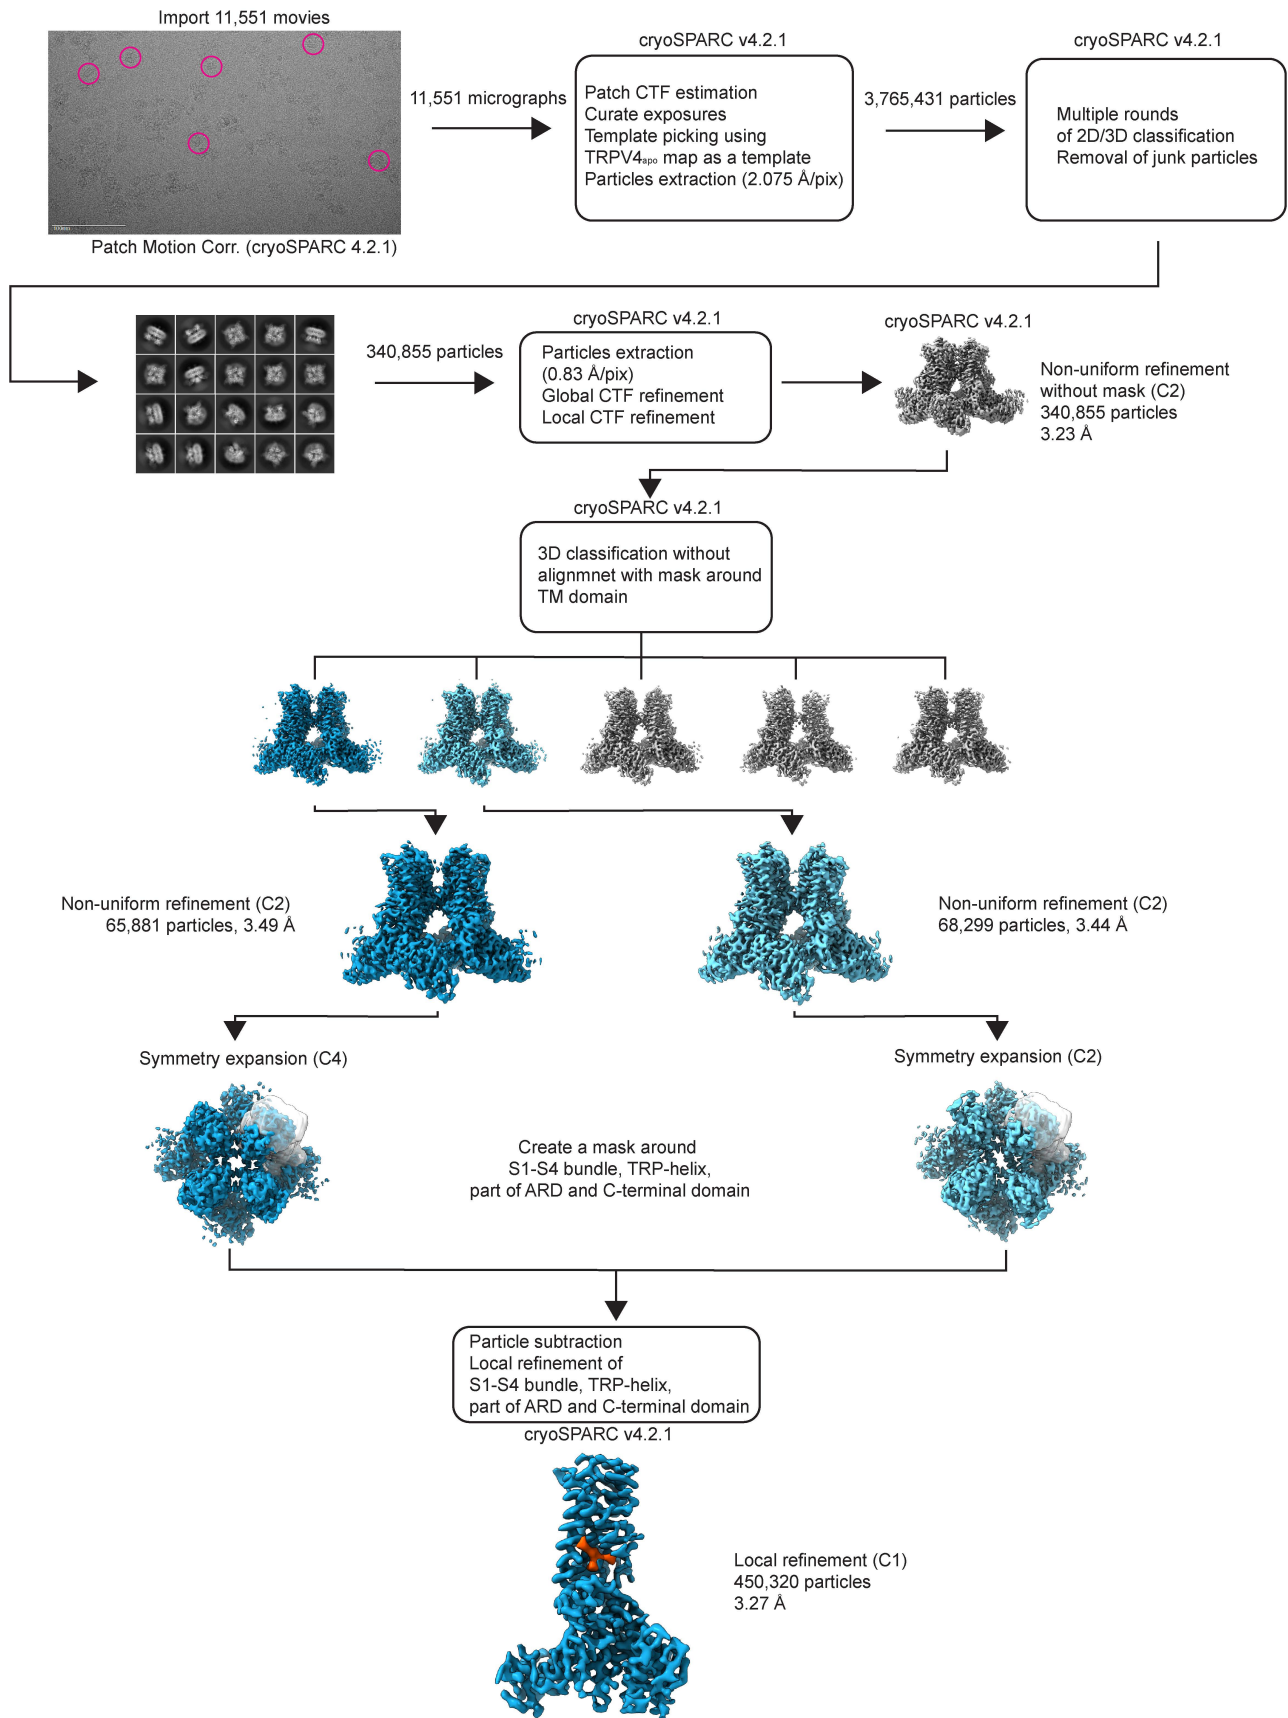 Import 11,551 movies
Patch Motion Corr. (cryoSPARC 4.2.1)
11,551 micrographs
cryoSPARC v4.2.1
Patch CTF estimation
Curate exposures
Template picking using
TRPV4apo map as a template
Particles extraction (2.075 Å/pix)
3,765,431 particles
cryoSPARC v4.2.1
Multiple rounds
of 2D/3D classification
Removal of junk particles
340,855 particles
cryoSPARC v4.2.1
Particles extraction
(0.83 Å/pix)
Global CTF refinement
Local CTF refinement
cryoSPARC v4.2.1
Non-uniform refinement
without mask (C2)
340,855 particles
3.23 Å
cryoSPARC v4.2.1
3D classification without
alignmnet with mask around
TM domain
Non-uniform refinement (C2)
65,881 particles, 3.49 Å
Non-uniform refinement (C2)
68,299 particles, 3.44 Å
Symmetry expansion (C4)
Symmetry expansion (C2)
Create a mask around
S1-S4 bundle, TRP-helix,
part of ARD and C-terminal domain
Particle subtraction
Local refinement of
S1-S4 bundle, TRP-helix,
part of ARD and C-terminal domain
cryoSPARC v4.2.1
Local refinement (C1)
450,320 particles
3.27 Å